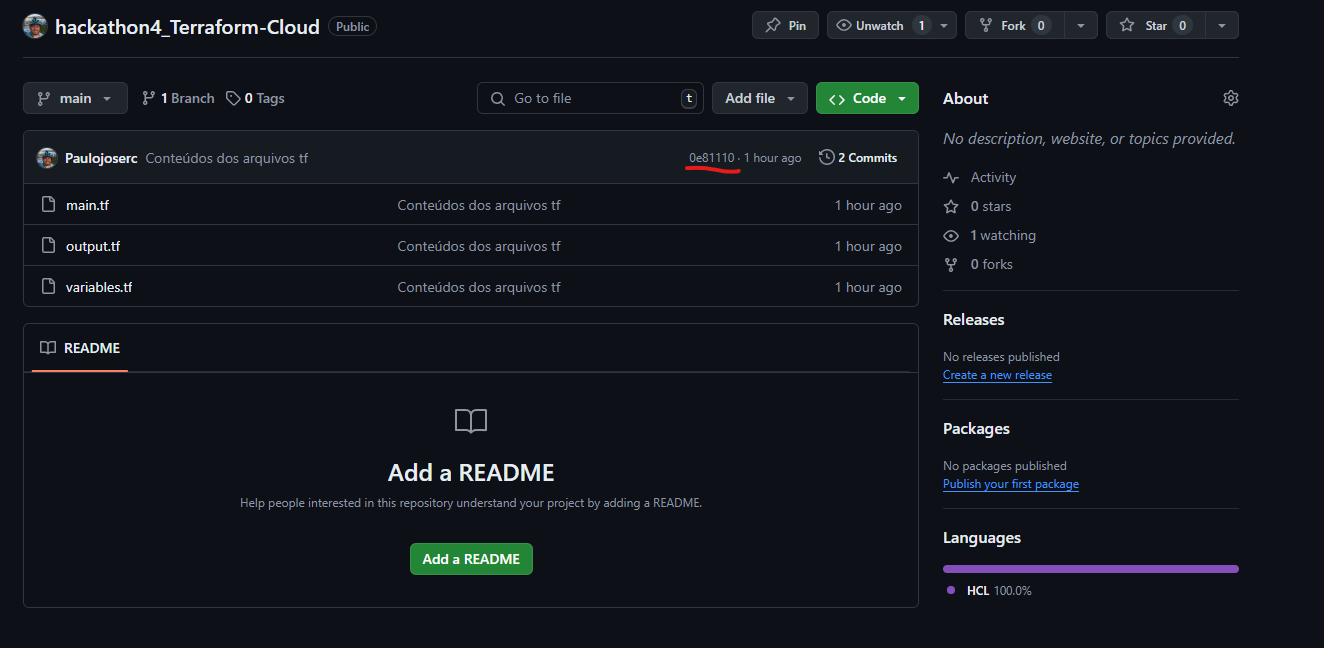 hackathon4_Terraform-Cloud Public Pin Unwatch 1 Fork 0 Star 0
main 1 Branch 0 Tags Go to file t Add file Code
Paulojoserc Conteúdos dos arquivos tf 0e81110 · 1 hour ago 2 Commits
main.tf Conteúdos dos arquivos tf 1 hour ago
output.tf Conteúdos dos arquivos tf 1 hour ago
variables.tf Conteúdos dos arquivos tf 1 hour ago
README
Add a README
Help people interested in this repository understand your project by adding a README.
Add a README
About
No description, website, or topics provided.
Activity
0 stars
1 watching
0 forks
Releases
No releases published
Create a new release
Packages
No packages published
Publish your first package
Languages
HCL 100.0%